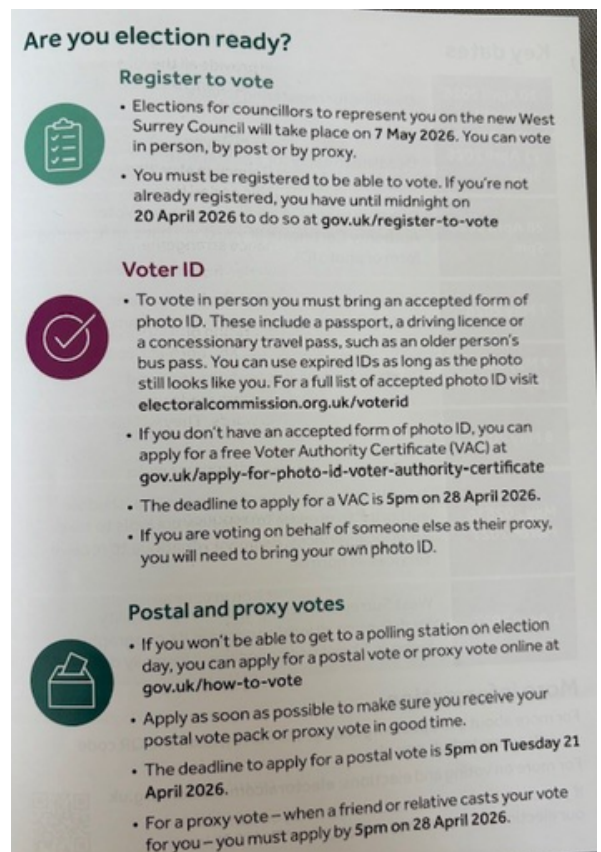 Are you election ready?
Register to vote
• Elections for councillors to represent you on the new West
Surrey Council will take place on 7 May 2026. You can vote
in person, by post or by proxy.
• You must be registered to be able to vote. If you're not
already registered, you have until midnight on
20 April 2026 to do so at gov.uk/register-to-vote
Voter ID
• To vote in person you must bring an accepted form of
photo ID. These include a passport, a driving licence or
a concessionary travel pass, such as an older person's
bus pass. You can use expired IDs as long as the photo
still looks like you. For a full list of accepted photo ID visit
electoralcommission.org.uk/voterid
• If you don't have an accepted form of photo ID, you can
apply for a free Voter Authority Certificate (VAC) at
gov.uk/apply-for-photo-id-voter-authority-certificate
• The deadline to apply for a VAC is 5pm on 28 April 2026.
• If you are voting on behalf of someone else as their proxy,
you will need to bring your own photo ID.
Postal and proxy votes
• If you won't be able to get to a polling station on election
day, you can apply for a postal vote or proxy vote online at
gov.uk/how-to-vote
• Apply as soon as possible to make sure you receive your
postal vote pack or proxy vote in good time.
• The deadline to apply for a postal vote is 5pm on Tuesday 21
April 2026.
• For a proxy vote – when a friend or relative casts your vote
for you – you must apply by 5pm on 28 April 2026.